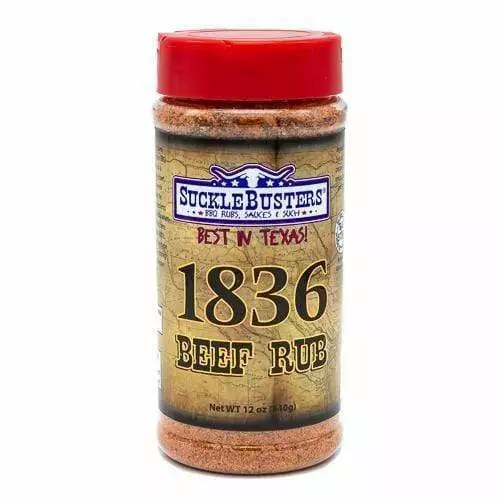 SUCKLEBUSTERS®
BBQ RUBS, SAUCES & SUCH
BEST IN TEXAS!
1836
BEEF RUB
Net WT 12 oz (340g)